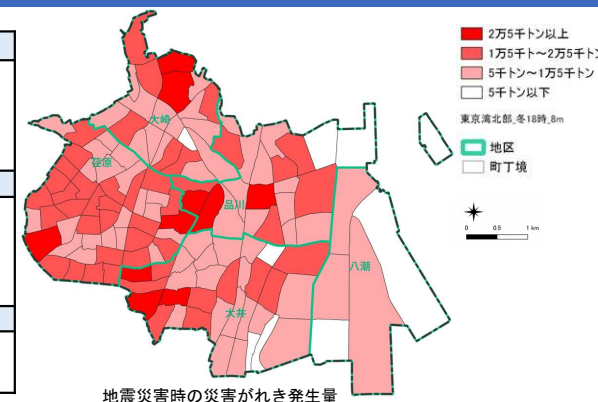 2万5千トン以上
1万5千トン～2万5千トン
5千トン～1万5千トン
5千トン以下
東京湾北部_冬18時_8m
地区
町丁境
0 0.5 1 km
大崎
荏原
品川
八潮
大井
地震災害時の災害がれき発生量